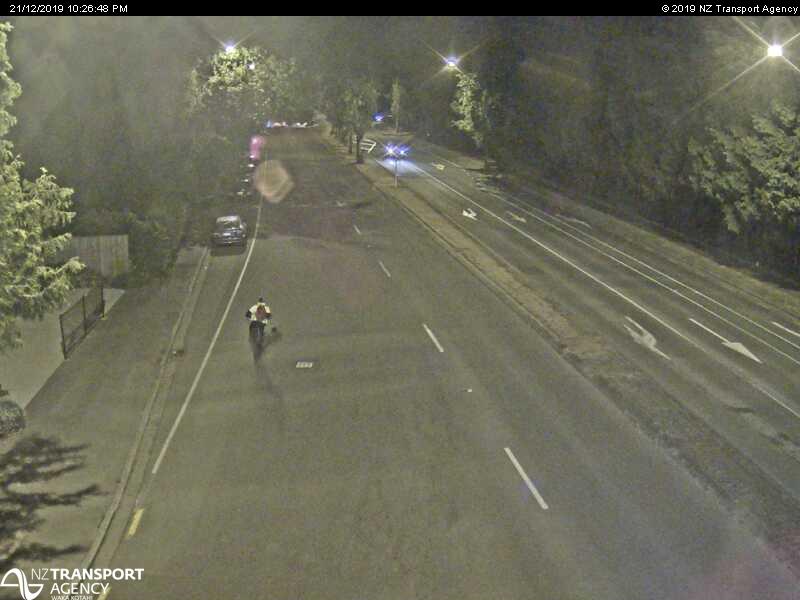 21/12/2019 10:26:48 PM
© 2019 NZ Transport Agency
NZTRANSPORT
AGENCY
WAKA KOTAHI